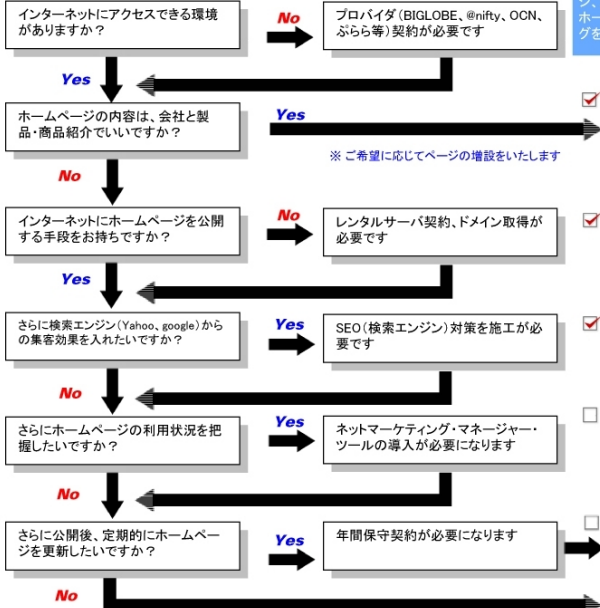 インターネットにアクセスできる環境
がありますか？
No
プロバイダ（BIGLOBE、@nifty、OCN、
ぷらら等）契約が必要です
Yes
ホームページの内容は、会社と製
品・商品紹介でいいですか？
Yes
※ ご希望に応じてページの増設をいたします
No
インターネットにホームページを公開
する手段をお持ちですか？
No
レンタルサーバ契約、ドメイン取得が
必要です
Yes
さらに検索エンジン（Yahoo、google）から
の集客効果を入れたいですか？
Yes
SEO（検索エンジン）対策を施工が必
要です
No
さらにホームページの利用状況を把
握したいですか？
Yes
ネットマーケティング・マネージャー・
ツールの導入が必要になります
No
さらに公開後、定期的にホームペー
ジを更新したいですか？
Yes
年間保守契約が必要になります
No
ホー
グを